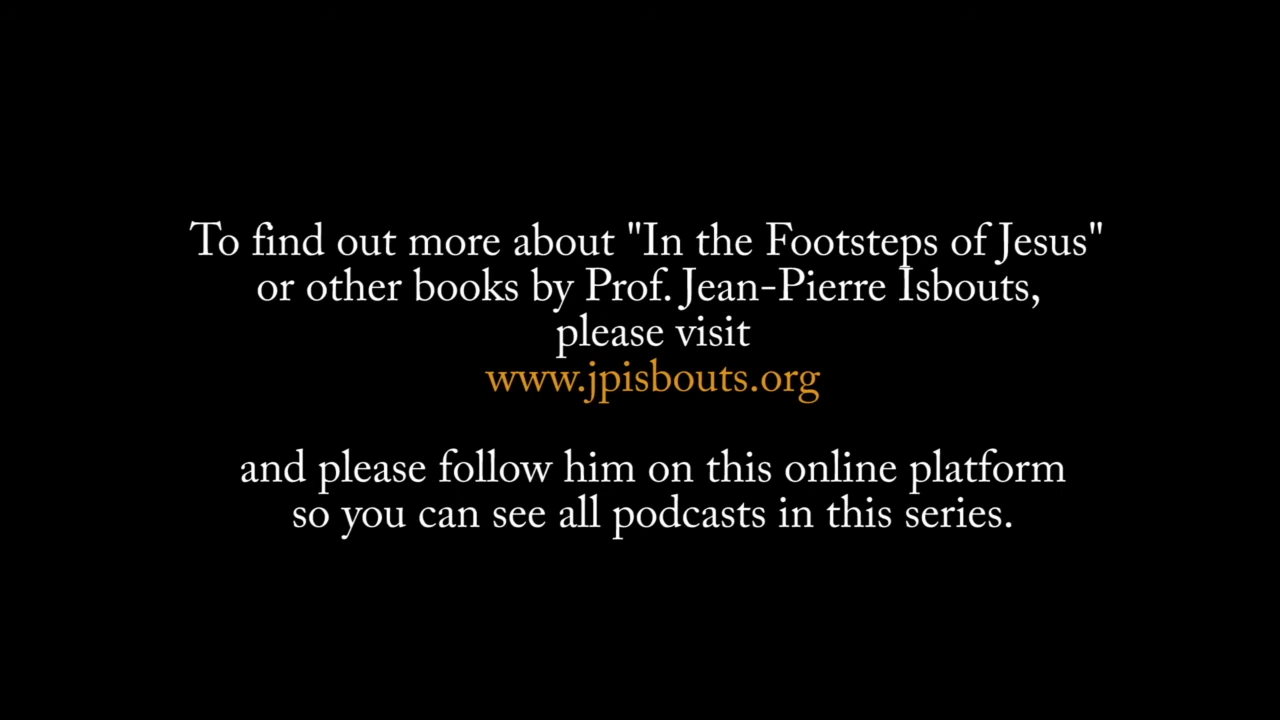 To find out more about "In the Footsteps of Jesus"
or other books by Prof. Jean-Pierre Isbouts,
please visit
www.jpisbouts.org
and please follow him on this online platform
so you can see all podcasts in this series.